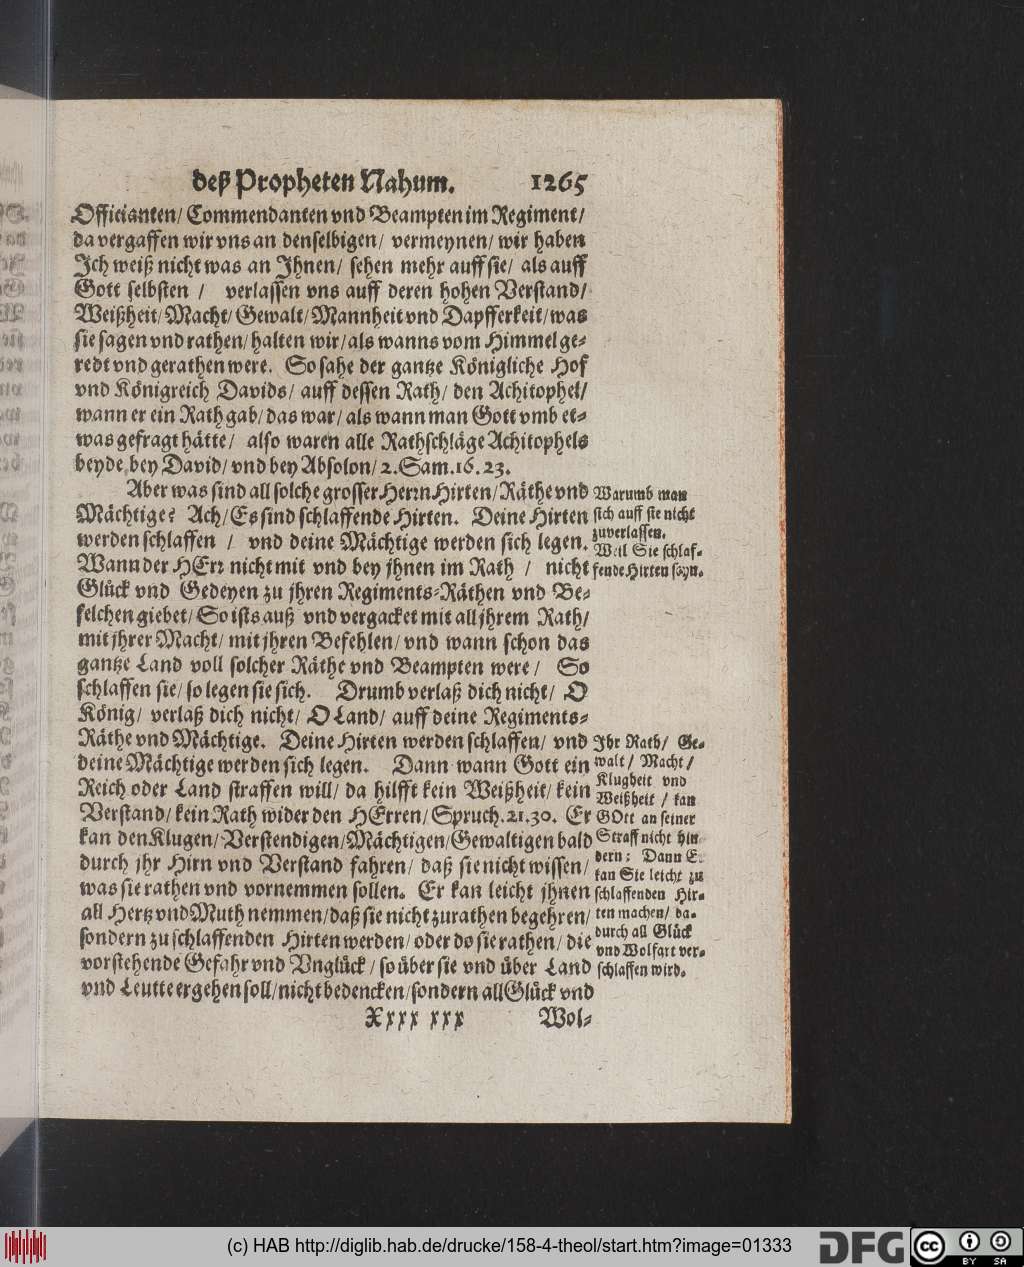 deß Propheten Nahum. 1265
Officianten/ Commendanten vnd Beampten im Regiment/
da vergaffen wir vns an denselbigen/ vermeynen/ wir haben
Ich weiß nicht was an Ihnen/ sehen mehr auff sie/ als auff
Gott selbsten / verlassen vns auff deren hohen Verstand/
Weißheit/ Macht/ Gewalt/ Mannheit vnd Dapfferkeit/ was
sie sagen vnd rathen/ halten wir/ als wanns vom Himmel ge-
redt vnd gerathen were. So sahe der gantze Königliche Hof
vnd Königreich Davids/ auff dessen Rath/ den Achitophel/
wann er ein Rath gab/ das war/ als wann man Gott vmb et-
was gefragt hätte/ also waren alle Rathschläge Achitophels
beyde bey David/ vnd bey Absolon/ 2. Sam. 16. 23.
Aber was sind all solche grosser Herrn Hirten/ Räthe vnd
Mächtige? Ach/ Es sind schlaffende Hirten. Deine Hirten
werden schlaffen / vnd deine Mächtige werden sich legen.
Wann der HErr nicht mit vnd bey jhnen im Rath / nicht
Glück vnd Gedeyen zu jhren Regiments-Räthen vnd Be-
felchen giebet/ So ists auß vnd vergacket mit all jhrem Rath/
mit jhrer Macht/ mit jhren Befehlen/ vnd wann schon das
gantze Land voll solcher Räthe vnd Beampten were / So
schlaffen sie/ so legen sie sich. Drumb verlaß dich nicht/ O
König/ verlaß dich nicht/ O Land/ auff deine Regiments-
Räthe vnd Mächtige. Deine Hirten werden schlaffen/ vnd
deine Mächtige werden sich legen. Dann wann Gott ein
Reich oder Land straffen will/ da hilfft kein Weißheit/ kein
Verstand/ kein Rath wider den HErren/ Spruch. 21. 30. Er
kan den Klugen/ Verstendigen/ Mächtigen/ Gewaltigen bald
durch jhr Hirn vnd Verstand fahren/ daß sie nicht wissen/
was sie rathen vnd vornemmen sollen. Er kan leicht jhnen
all Hertz vnd Muth nemmen/ daß sie nicht zurathen begehren/
sondern zu schlaffenden Hirten werden/ oder do sie rathen/ die
vorstehende Gefahr vnd Vnglück / so über sie vnd über Land
vnd Leutte ergehen soll/ nicht bedencken/ sondern all Glück vnd
Xxxx xxx Wol-
Warumb man
sich auff sie nicht
zuverlassen.
Weil Sie schlaf-
fende Hirten seyn.
Ihr Rath/ Ge-
walt / Macht /
Klugheit vnd
Weißheit / kan
GOtt an seiner
Straff nicht hin
dern: Dann E.
kan Sie leicht zu
schlaffenden Hir-
ten machen/ da-
durch all Glück
vnd Wolfart ver-
schlaffen wird.
(c) HAB http://diglib.hab.de/drucke/158-4-theol/start.htm?image=01333
DFG
cc
BY SA